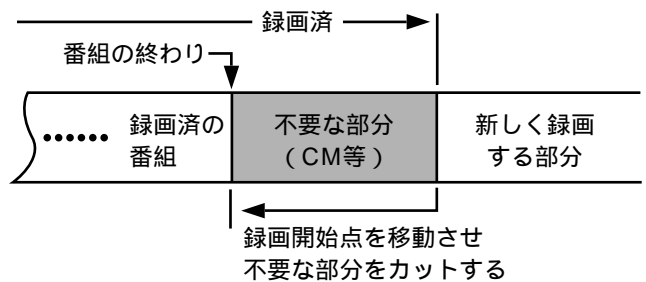 録画済
番組の終わり
•••••• 録画済の
番組
不要な部分
(CM等)
新しく録画
する部分
録画開始点を移動させ
不要な部分をカットする